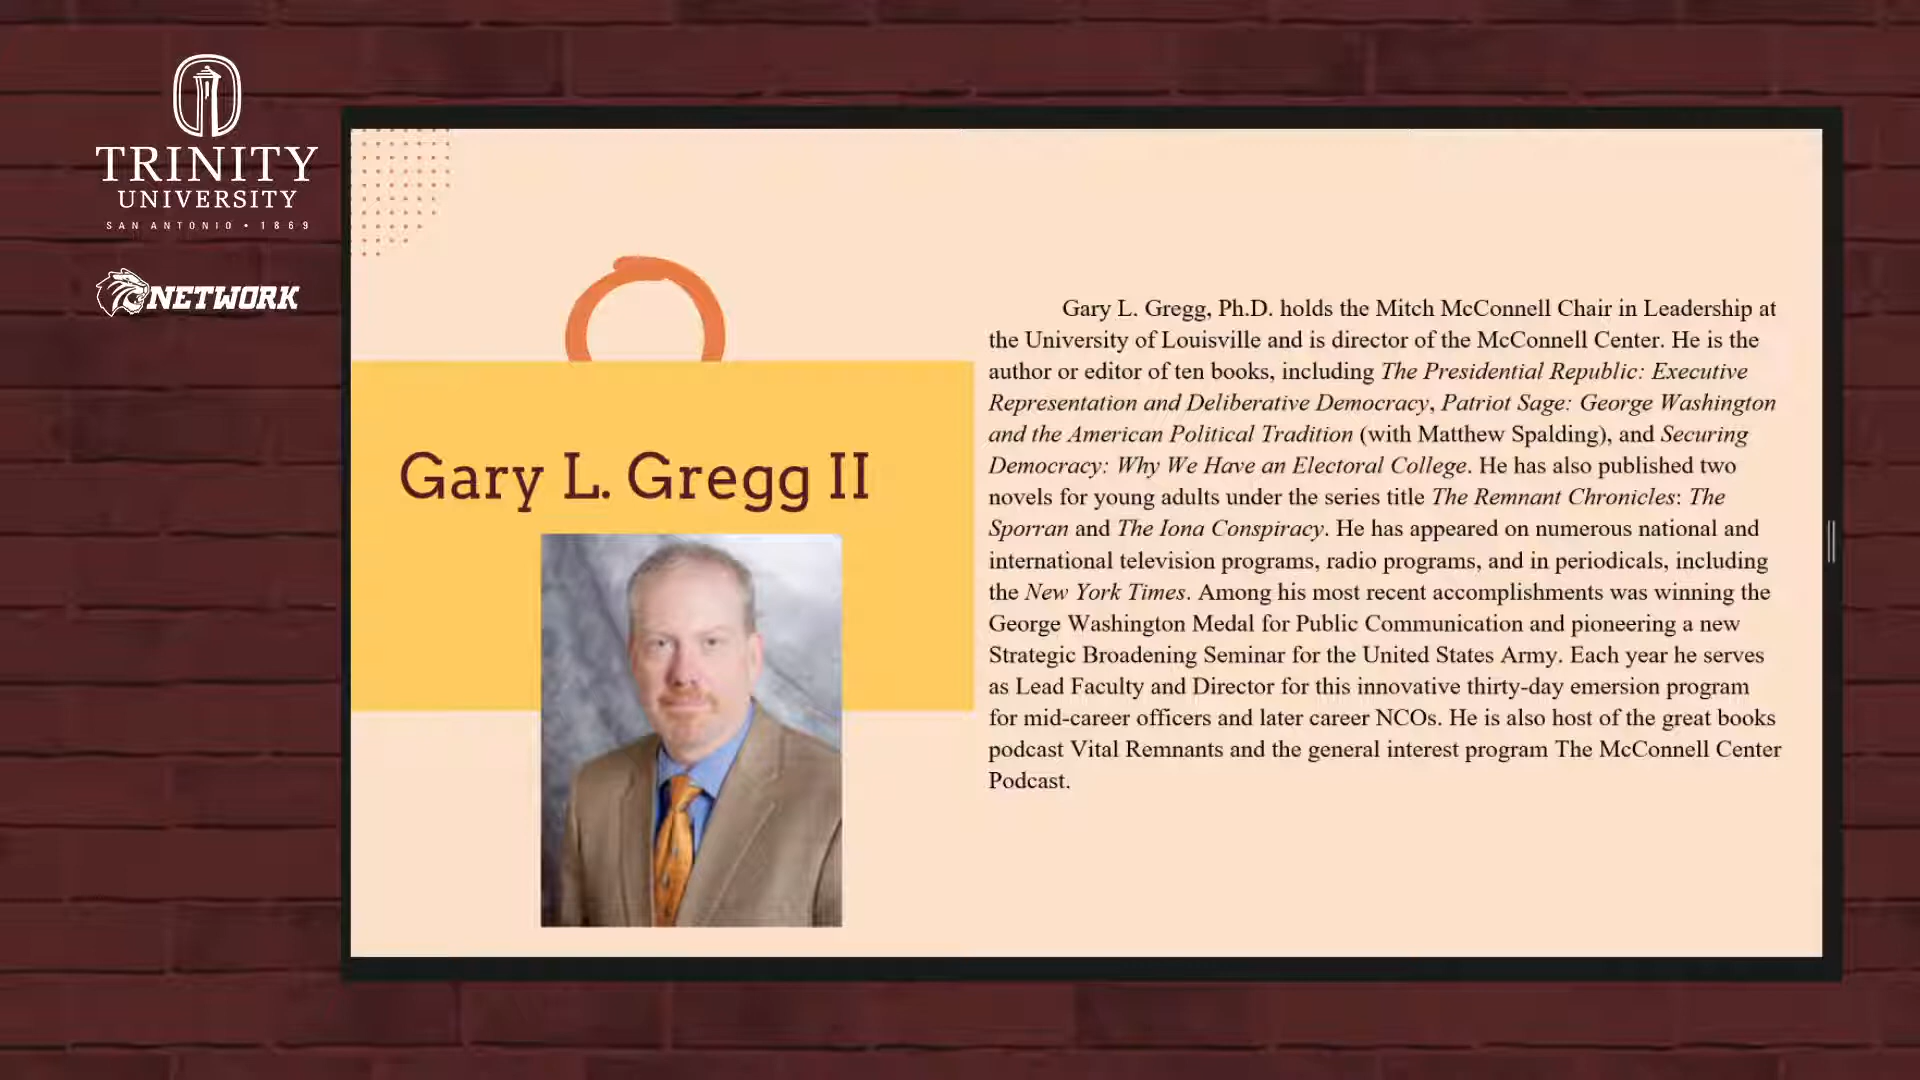 TRINITY
UNIVERSITY
SAN ANTONIO • 1869
NETWORK
Gary L. Gregg II
Gary L. Gregg, Ph.D. holds the Mitch McConnell Chair in Leadership at
the University of Louisville and is director of the McConnell Center. He is the
author or editor of ten books, including The Presidential Republic: Executive
Representation and Deliberative Democracy, Patriot Sage: George Washington
and the American Political Tradition (with Matthew Spalding), and Securing
Democracy: Why We Have an Electoral College. He has also published two
novels for young adults under the series title The Remnant Chronicles: The
Sporran and The Iona Conspiracy. He has appeared on numerous national and
international television programs, radio programs, and in periodicals, including
the New York Times. Among his most recent accomplishments was winning the
George Washington Medal for Public Communication and pioneering a new
Strategic Broadening Seminar for the United States Army. Each year he serves
as Lead Faculty and Director for this innovative thirty-day emersion program
for mid-career officers and later career NCOs. He is also host of the great books
podcast Vital Remnants and the general interest program The McConnell Center
Podcast.